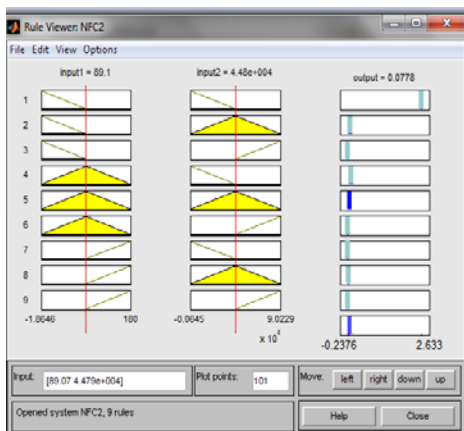 Rule Viewer: NFC2
File Edit View Options
input1 = 89.1 input2 = 4.48e+004 output = 0.0778
1
2
3
4
5
6
7
8
9
-1.8646 180 -0.0645 9.0229
x 10^4
-0.2376 2.633
Input: [89.07 4.479e+004] Plot points: 101 Move: left right down up
Opened system NFC2, 9 rules Help Close